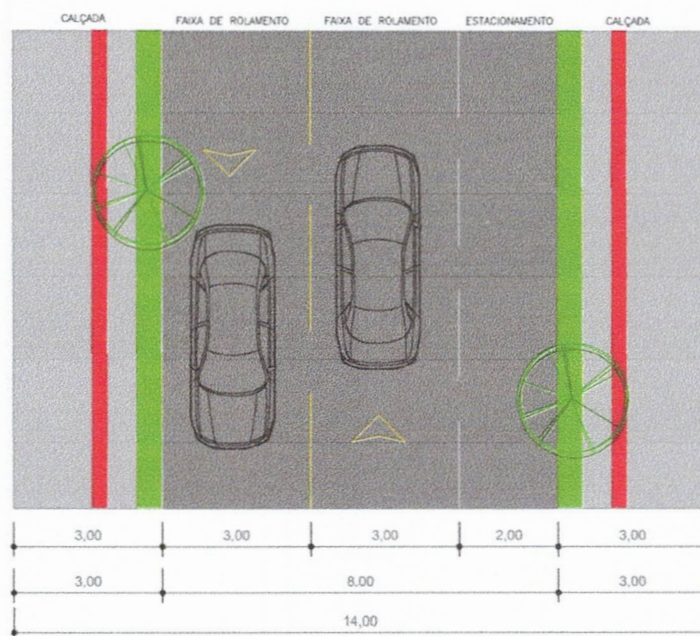 CALÇADA FAIXA DE ROLAMENTO FAIXA DE ROLAMENTO ESTACIONAMENTO CALÇADA
3,00 3,00 3,00 2,00 3,00
3,00 8,00 3,00
14,00